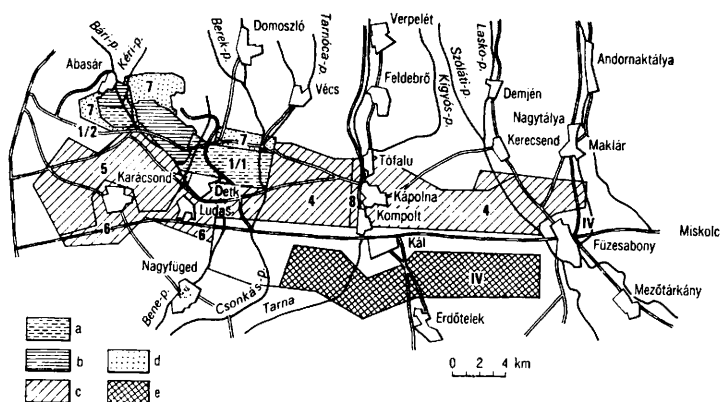 Verpelét
Domoszló
Bári-p.
Kéri-p.
Berek-p.
Tarnóca-p.
Lasko-p.
Szóláti-p.
Kígyós-p.
Abasár
Andornaktálya
Feldebrő
Demjén
Vécs
7
7
Nagytálya
1/2
7
Kerecsend
Maklár
Tófalu
5
1/1
Karácsond
4
8
Kápolna
Detk
4
Ludas
Kompolt
IV
6
6
Miskolc
Füzesabony
Kál
Nagyfüged
IV
Mezőtárkány
Bene-p.
Csonkás-p.
Tarna
Erdőtelek
a
b
d
c
e
0 2 4 km